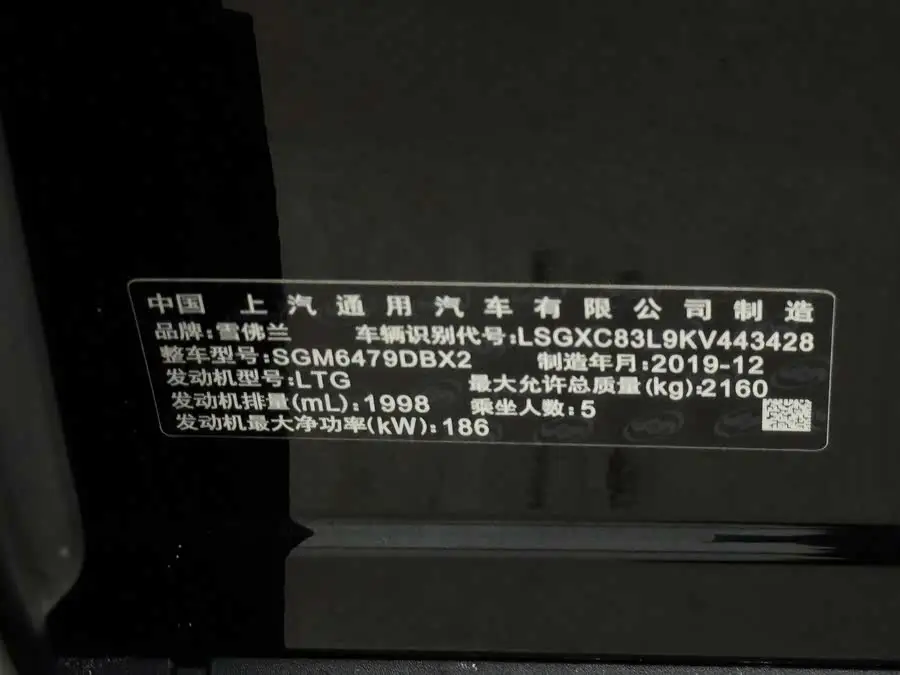 中国 上汽通用汽车有限公司制造
品牌:雪佛兰 车辆识别代号:LSGXC83L9KV443428
整车型号:SGM6479DBX2 制造年月:2019-12
发动机型号:LTG 最大允许总质量(kg):2160
发动机排量(mL):1998 乘坐人数:5
发动机最大净功率(kW):186